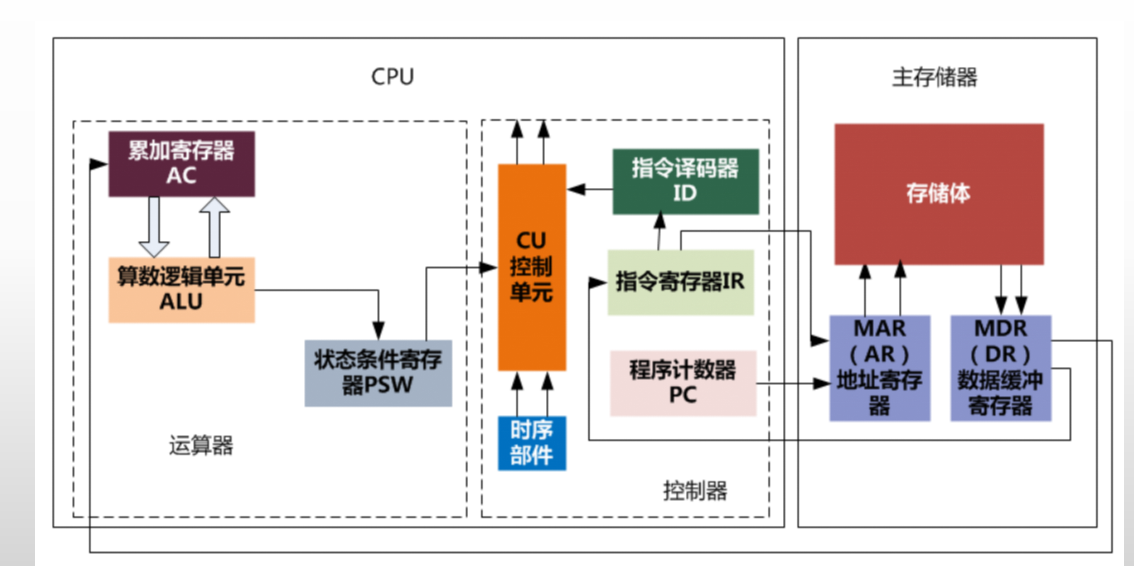 CPU
主存储器
累加寄存器
AC
算数逻辑单元
ALU
状态条件寄存
器PSW
运算器
CU
控制
单元
时序
部件
指令译码器
ID
指令寄存器IR
程序计数器
PC
控制器
存储体
MAR
（AR）
地址寄存
器
MDR
（DR）
数据缓冲
寄存器